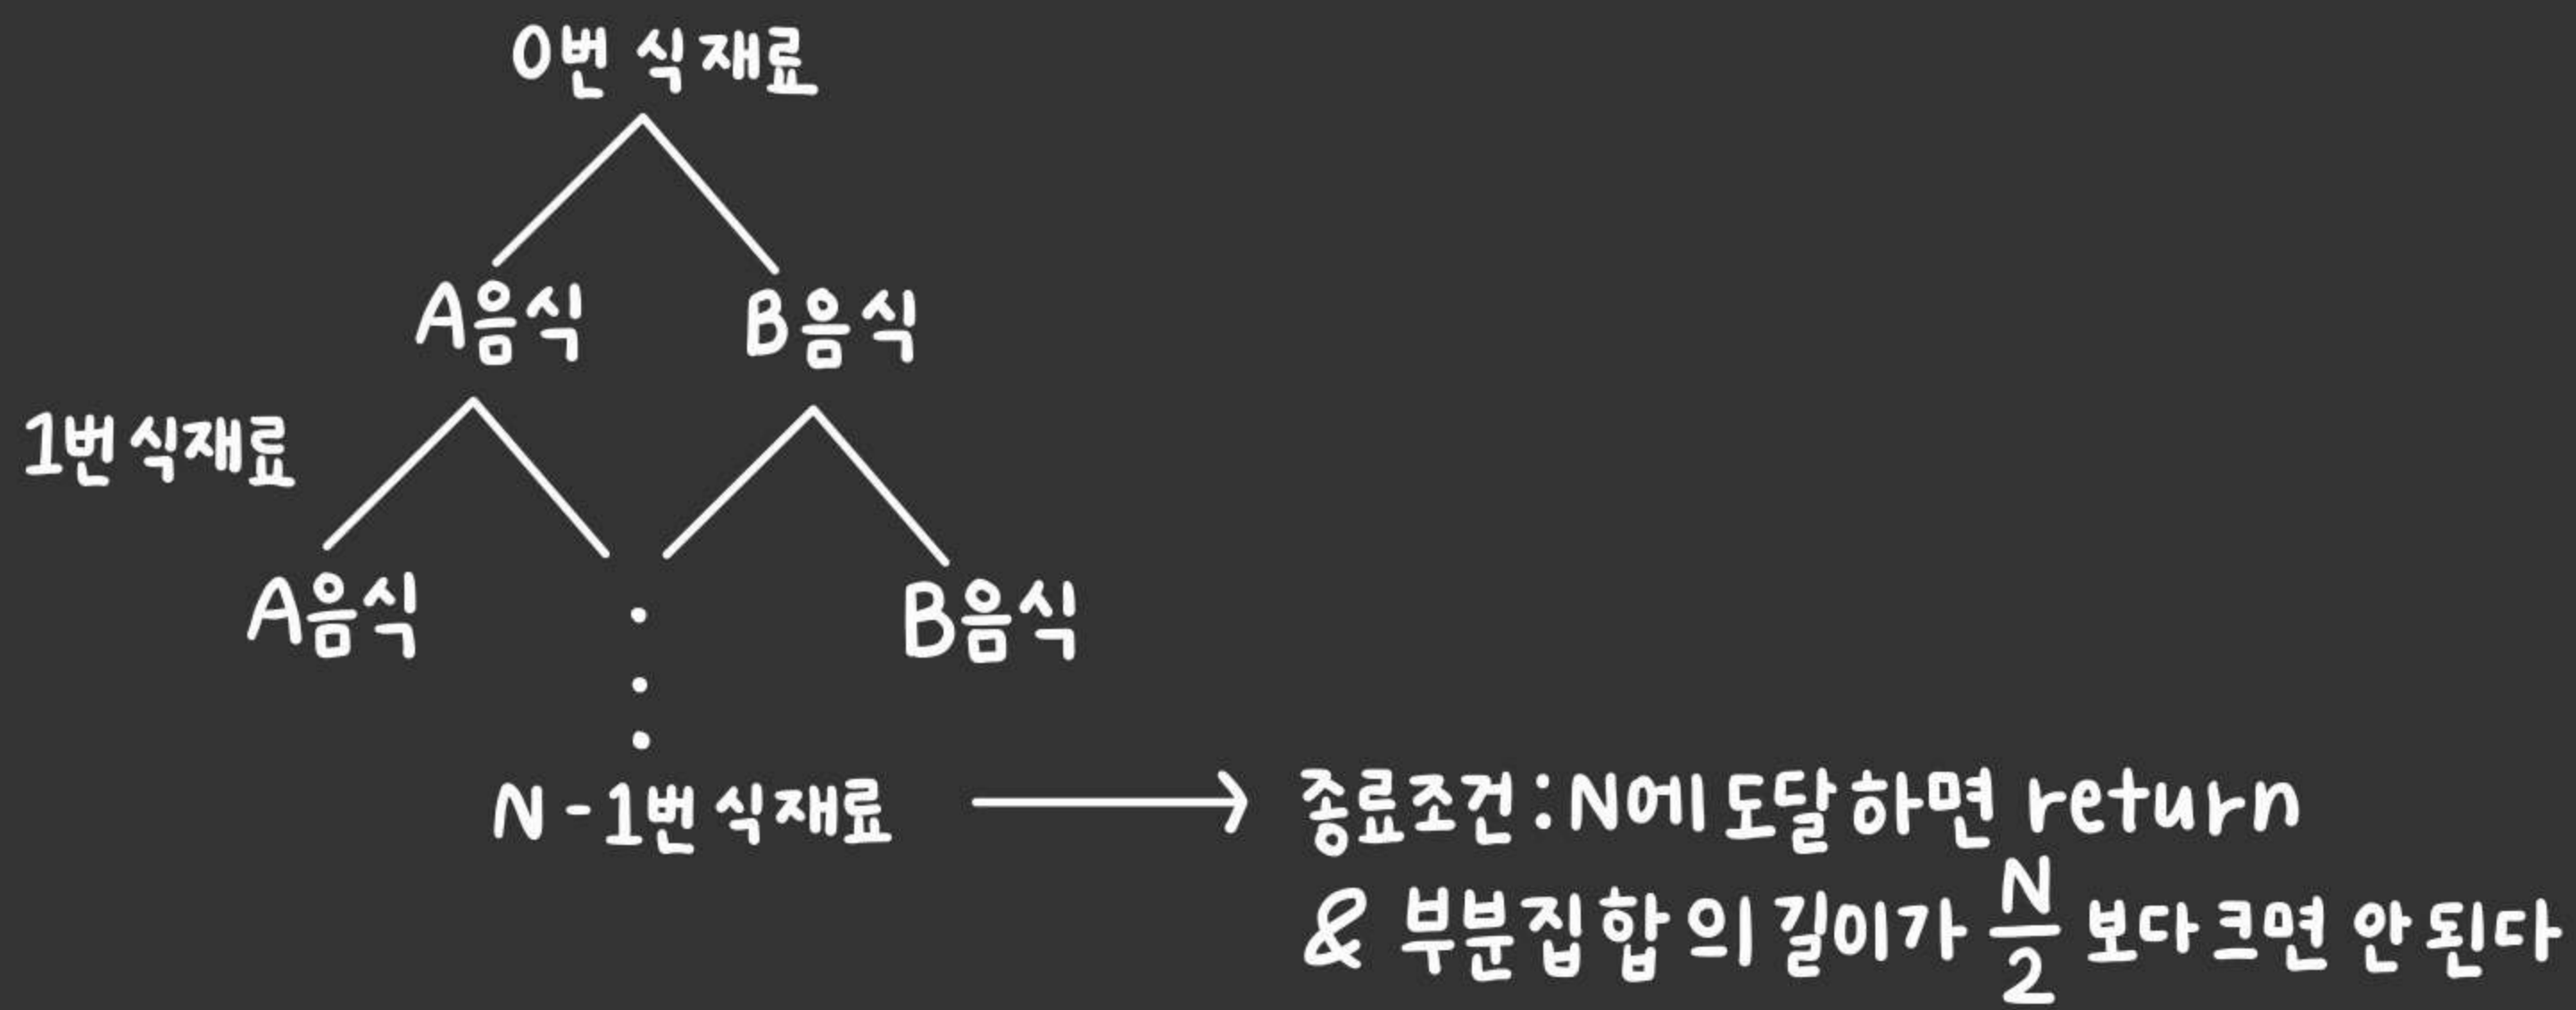 0번 식재료
A음식 B음식
1번 식재료
A음식 B음식
N-1번 식재료 → 종료조건 : N에 도달하면 return
& 부분집합의 길이가 N/2 보다 크면 안 된다